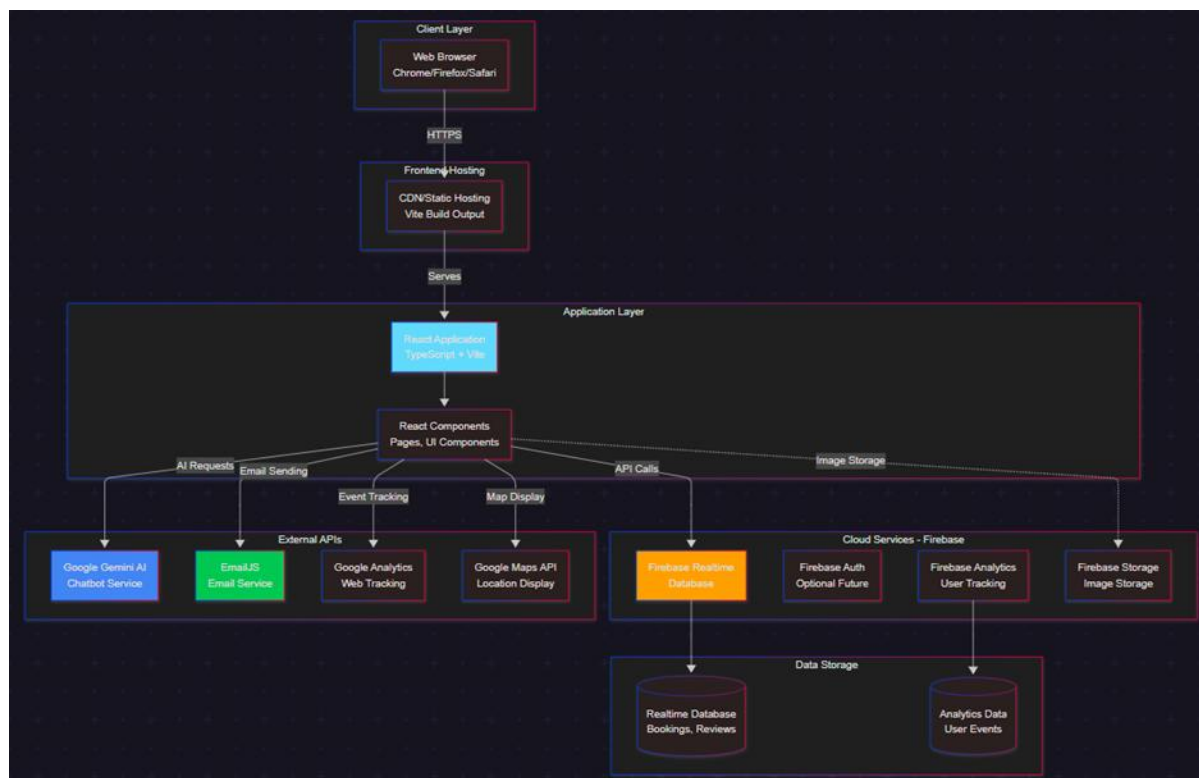 Client Layer
Web Browser
Chrome/Firefox/Safari
HTTPS
Frontend Hosting
CDN/Static Hosting
Vite Build Output
Serves
Application Layer
React Application
TypeScript + Vite
React Components
Pages, UI Components
AI Requests
Email Sending
Event Tracking
Map Display
API Calls
Image Storage
External APIs
Google Gemini AI
Chatbot Service
EmailJS
Email Service
Google Analytics
Web Tracking
Google Maps API
Location Display
Cloud Services - Firebase
Firebase Realtime
Database
Firebase Auth
Optional Future
Firebase Analytics
User Tracking
Firebase Storage
Image Storage
Data Storage
Realtime Database
Bookings, Reviews
Analytics Data
User Events